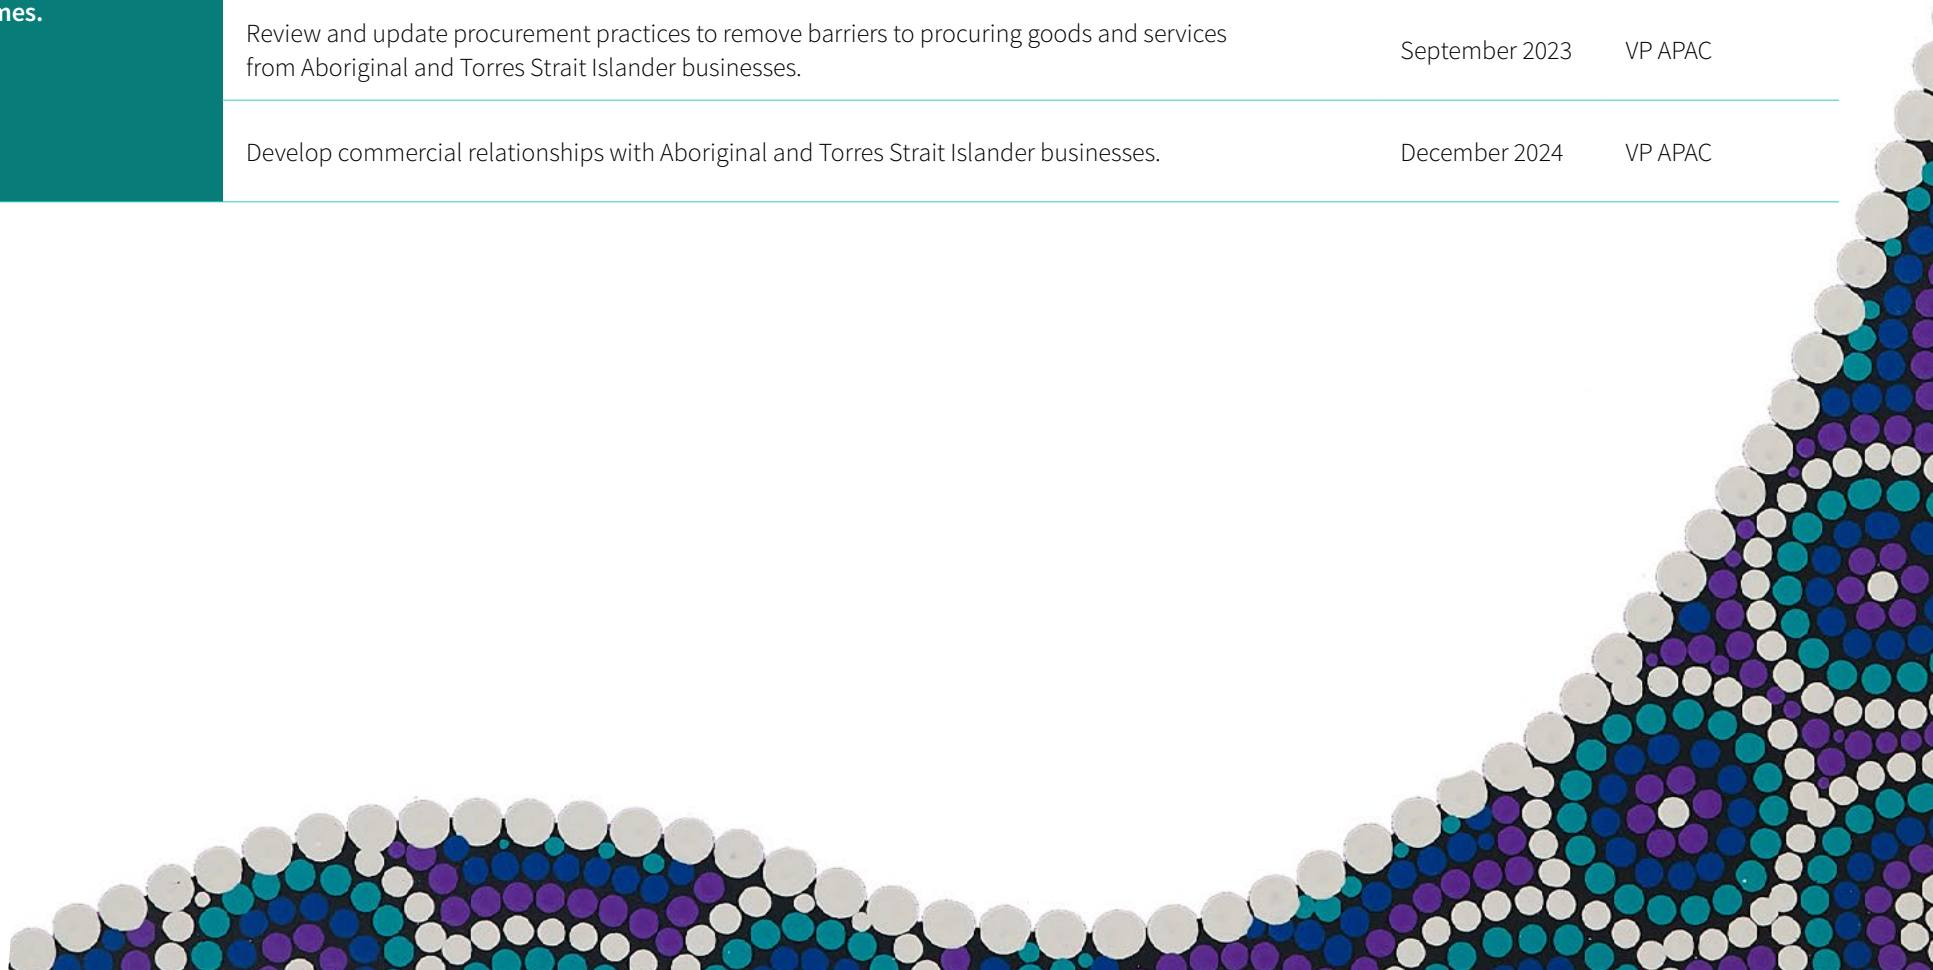 Review and update procurement practices to remove barriers to procuring goods and services
from Aboriginal and Torres Strait Islander businesses.
September 2023
VP APAC
Develop commercial relationships with Aboriginal and Torres Strait Islander businesses.
December 2024
VP APAC